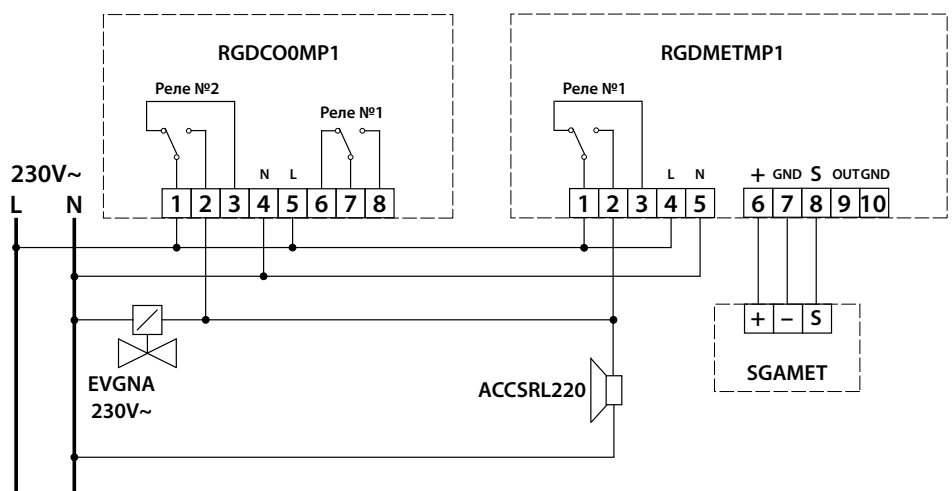 RGDCO0MP1
RGDMETMP1
Реле №2
Реле №1
Реле №1
230V~
L N
N L
L N
+ GND S OUT GND
1 2 3 4 5 6 7 8
1 2 3 4 5
6 7 8 9 10
+ – S
SGAMET
EVGNA
230V~
ACCSRL220